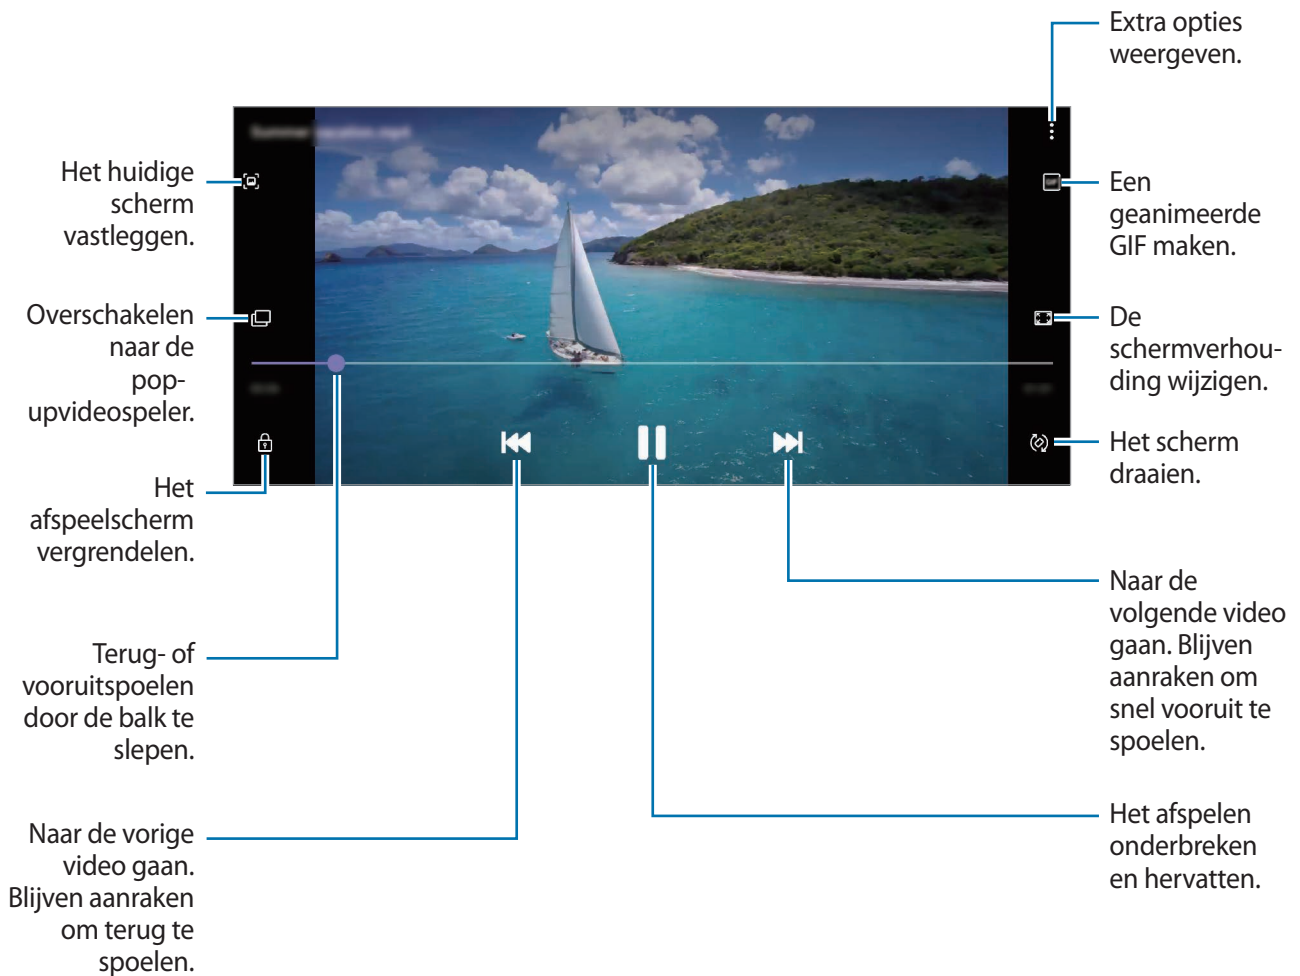 Extra opties
weergeven.
Het huidige
scherm
vastleggen.
Een
geanimeerde
GIF maken.
Overschakelen
naar de
pop-
upvideospeler.
De
schermverhou-
ding wijzigen.
Het scherm
draaien.
Het
afspeelscherm
vergrendelen.
Naar de
volgende video
gaan. Blijven
aanraken om
snel vooruit te
spoelen.
Terug- of
vooruitspoelen
door de balk te
slepen.
Het afspelen
onderbreken
en hervatten.
Naar de vorige
video gaan.
Blijven aanraken
om terug te
spoelen.